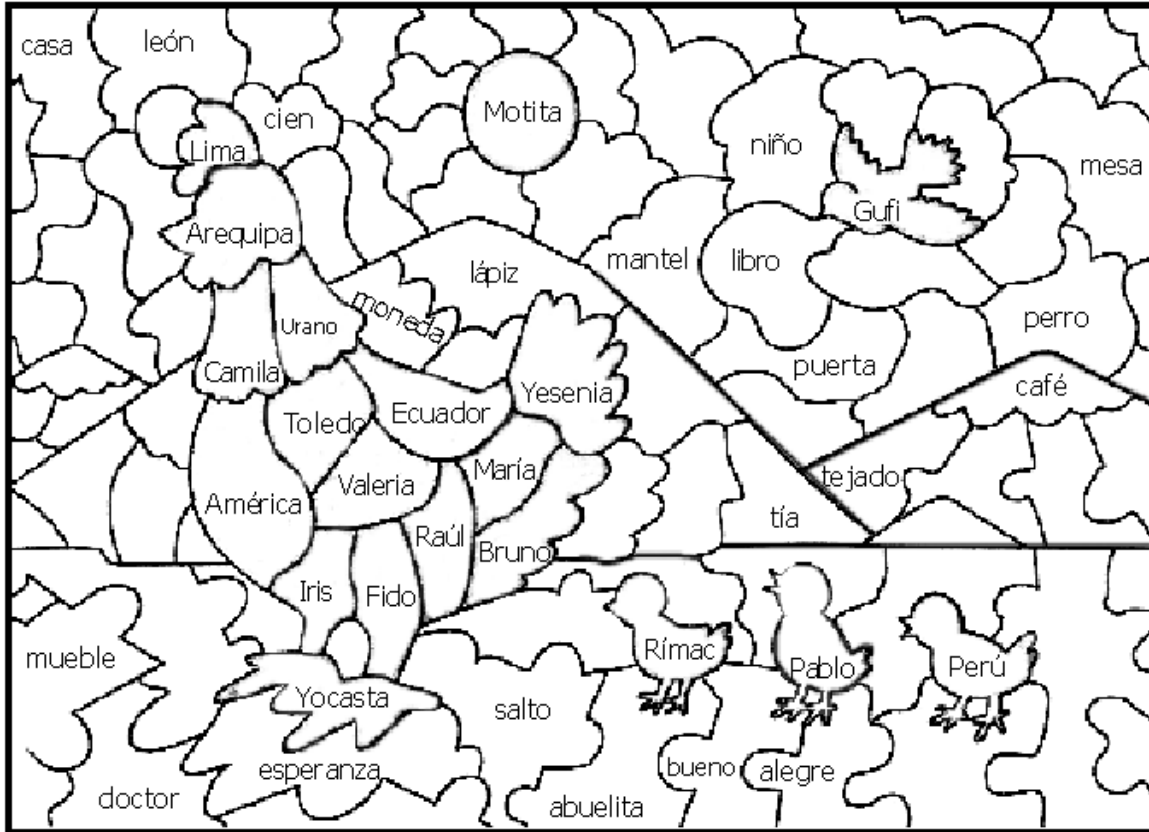 casa
león
cien
Motita
Lima
niño
mesa
Gufi
Arequipa
mantel
libro
lápiz
moneda
Urano
perro
puerta
Camila
café
Yesenia
Toledo
Ecuador
María
tejado
Valeria
América
tía
Raúl
Bruno
Iris
Fido
mueble
Rímac
Pablo
Perú
Yocasta
salto
esperanza
bueno
alegre
doctor
abuelita